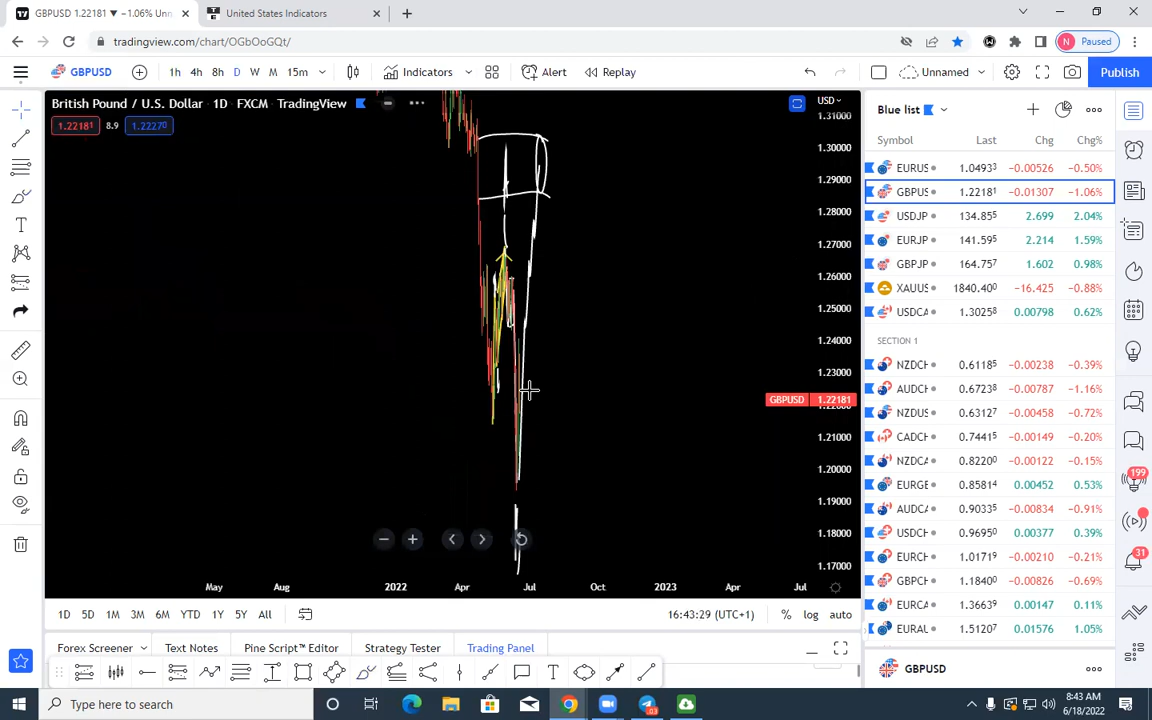 GBPUSD 1.22181 ▼ −1.06% Unn
United States Indicators
tradingview.com/chart/OGbOoGQt/
N Paused
GBPUSD 1h 4h 8h D W M 15m Indicators Alert Replay Unnamed Publish
British Pound / U.S. Dollar · 1D · FXCM · TradingView
USD
1.22181 8.9 1.22270
1.31000
1.30000
1.29000
1.28000
1.27000
1.26000
1.25000
1.24000
1.23000
GBPUSD 1.22181
1.21000
1.20000
1.19000
1.18000
1.17000
May Aug 2022 Apr Jul Oct 2023 Apr Jul
1D 5D 1M 3M 6M YTD 1Y 5Y All 16:43:29 (UTC+1) % log auto
Forex Screener Text Notes Pine Script™ Editor Strategy Tester Trading Panel
Blue list
Symbol Last Chg Chg%
EURUS 1.04933 −0.00526 −0.50%
GBPUS 1.22181 −0.01307 −1.06%
USDJP 134.855 2.699 2.04%
EURJP 141.595 2.214 1.59%
GBPJP 164.757 1.602 0.98%
XAUUS 1840.400 −16.425 −0.88%
USDCA 1.30258 0.00798 0.62%
SECTION 1
NZDCH 0.61185 −0.00238 −0.39%
AUDCH 0.67238 −0.00787 −1.16%
NZDUS 0.63127 −0.00458 −0.72%
CADCH 0.74415 −0.00149 −0.20%
NZDCA 0.82200 −0.00122 −0.15%
EURGB 0.85814 0.00452 0.53%
AUDCA 0.90335 −0.00834 −0.91%
USDCH 0.96950 0.00377 0.39%
EURCH 1.01719 −0.00210 −0.21%
GBPCH 1.18400 −0.00826 −0.69%
EURCA 1.36639 0.00147 0.11%
EURAU 1.51207 0.01576 1.05%
GBPUSD
199
31
Type here to search
03
8:43 AM
6/18/2022